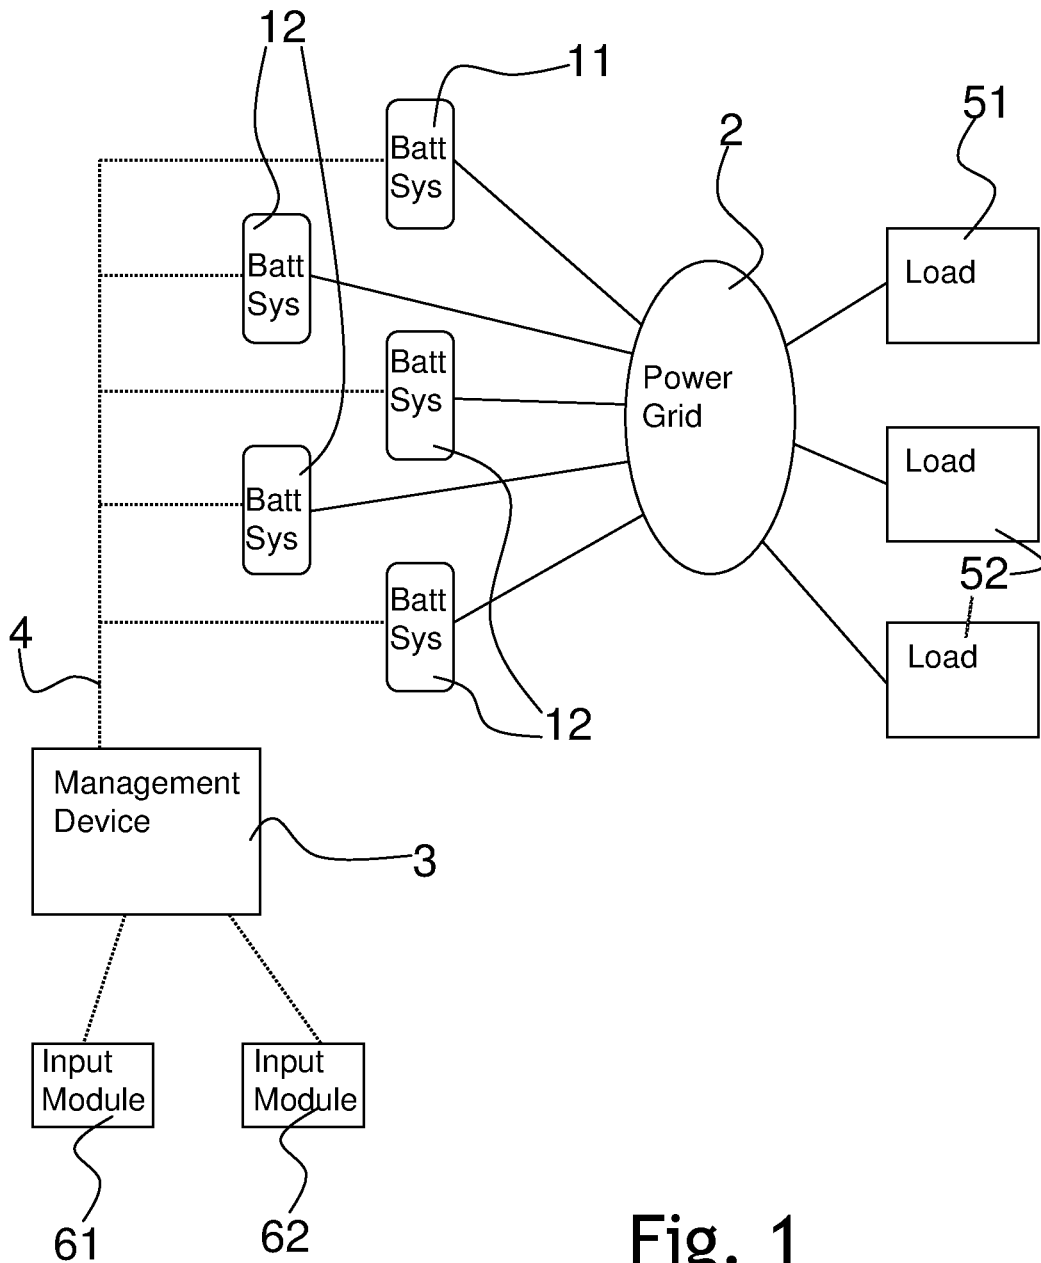 12
11
51
2
Batt
Sys
Batt
Sys
Load
Batt
Sys
Power
Grid
Load
Batt
Sys
52
Batt
Sys
4
Load
12
Management
Device
3
Input
Module
Input
Module
61
62
Fig. 1